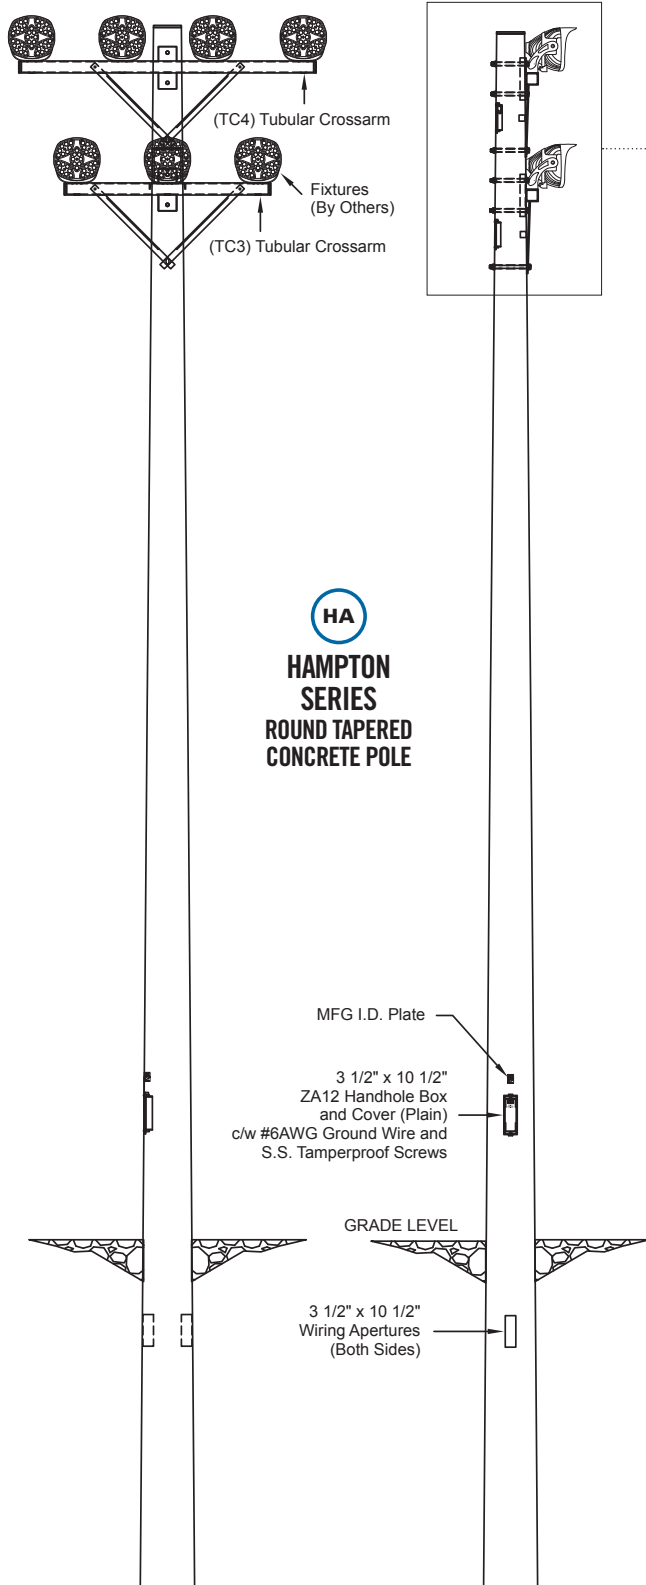 (TC4) Tubular Crossarm
Fixtures
(By Others)
(TC3) Tubular Crossarm
HA
HAMPTON
SERIES
ROUND TAPERED
CONCRETE POLE
MFG I.D. Plate
3 1/2" x 10 1/2"
ZA12 Handhole Box
and Cover (Plain)
c/w #6AWG Ground Wire and
S.S. Tamperproof Screws
GRADE LEVEL
3 1/2" x 10 1/2"
Wiring Apertures
(Both Sides)